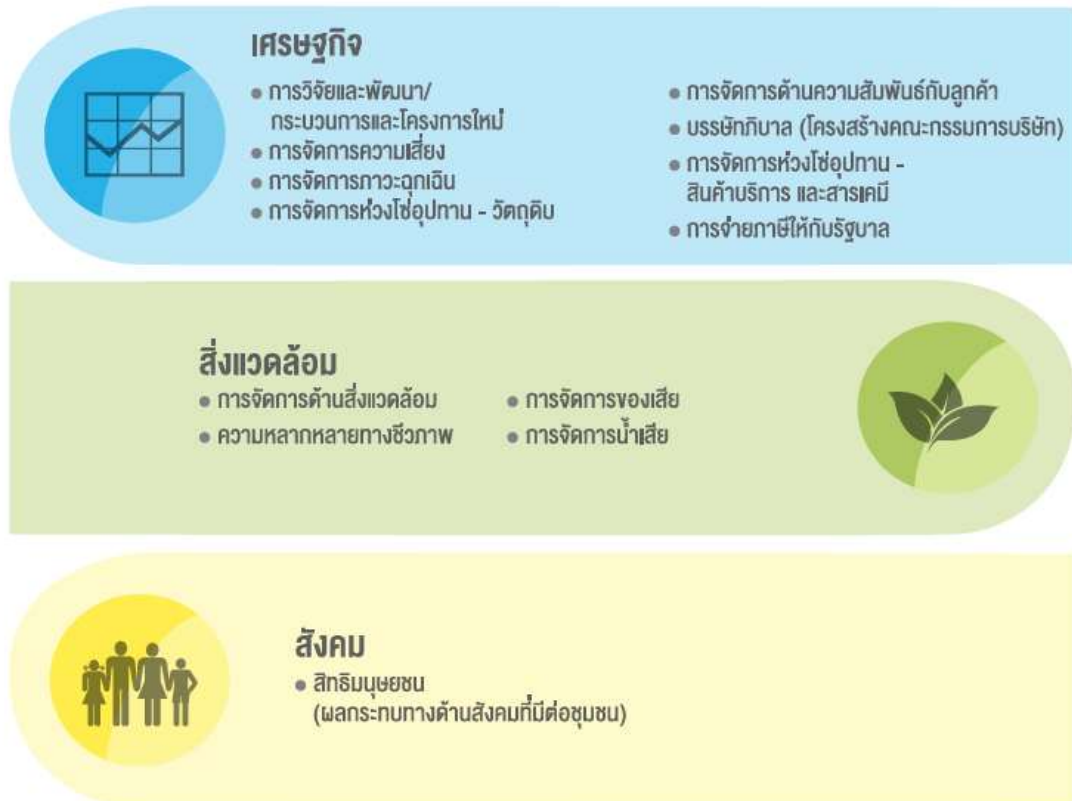 เศรษฐกิจ
• การวิจัยและพัฒนา/
กระบวนการและโครงการใหม่
• การจัดการความเสี่ยง
• การจัดการภาวะฉุกเฉิน
• การจัดการห่วงโซ่อุปทาน - วัตถุดิบ
• การจัดการด้านความสัมพันธ์กับลูกค้า
• บรรษัทภิบาล (โครงสร้างคณะกรรมการบริษัท)
• การจัดการห่วงโซ่อุปทาน -
สินค้าบริการ และสารเคมี
• การจ่ายภาษีให้กับรัฐบาล
สิ่งแวดล้อม
• การจัดการด้านสิ่งแวดล้อม
• ความหลากหลายทางชีวภาพ
• การจัดการของเสีย
• การจัดการน้ำเสีย
สังคม
• สิทธิมนุษยชน
(ผลกระทบทางด้านสังคมที่มีต่อชุมชน)